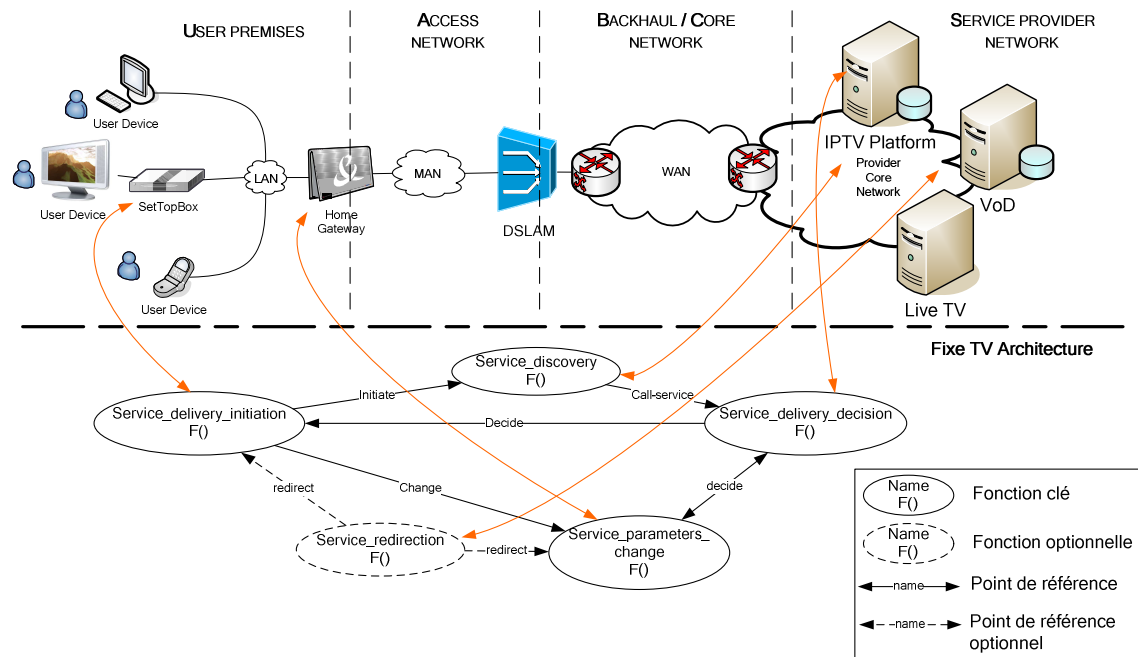 USER PREMISES
ACCESS
NETWORK
BACKHAUL / CORE
NETWORK
SERVICE PROVIDER
NETWORK
User Device
User Device
SetTopBox
User Device
LAN
Home
Gateway
MAN
DSLAM
WAN
IPTV Platform
Provider
Core
Network
VoD
Live TV
Fixe TV Architecture
Service_discovery
F()
Initiate
Call-service
Service_delivery_initiation
F()
Decide
Service_delivery_decision
F()
redirect
Change
decide
Service_redirection
F()
redirect
Service_parameters_
change
F()
Name
F()
Fonction clé
Name
F()
Fonction optionnelle
name
Point de référence
name
Point de référence
optionnel